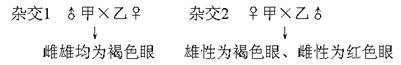 杂交1 ♂甲×乙♀ 杂交2 ♀甲×乙♂
↓ ↓
雌雄均为褐色眼 雄性为褐色眼、雌性为红色眼